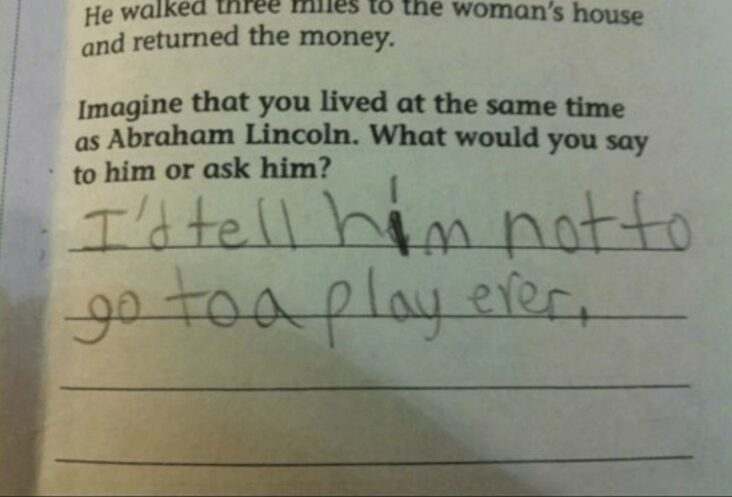 He walked three miles to the woman's house
and returned the money.
Imagine that you lived at the same time
as Abraham Lincoln. What would you say
to him or ask him?
I'd tell him not to
go to a play ever.